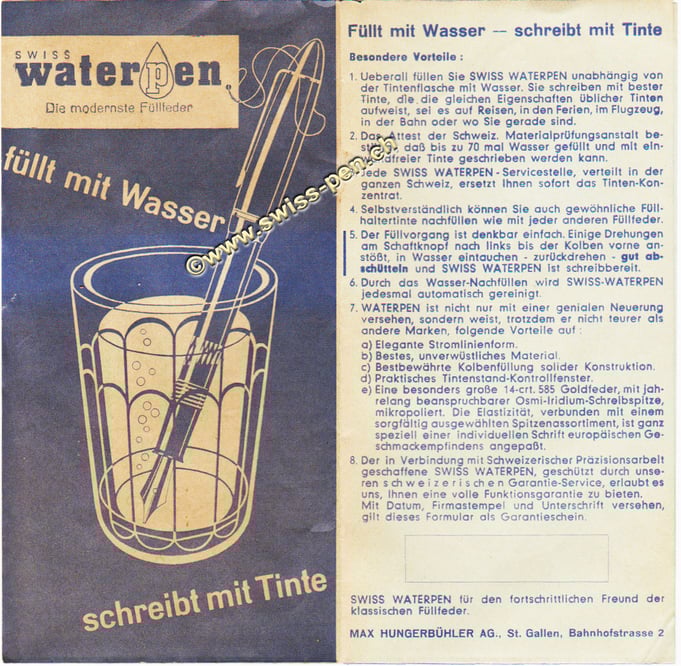 SWISS
waterpen
Die modernste Füllfeder
füllt mit Wasser
schreibt mit Tinte
©www.swiss-pen.ch
Füllt mit Wasser — schreibt mit Tinte
Besondere Vorteile :
1. Ueberall füllen Sie SWISS WATERPEN unabhängig von
der Tintenflasche mit Wasser. Sie schreiben mit bester
Tinte, die die gleichen Eigenschaften üblicher Tinten
aufweist, sei es auf Reisen, in den Ferien, im Flugzeug,
in der Bahn oder wo Sie gerade sind.
2. Das Attest der Schweiz. Materialprüfungsanstalt be-
daß bis zu 70 mal Wasser gefüllt und mit ein-
freier Tinte geschrieben werden kann.
Jede SWISS WATERPEN - Servicestelle, verteilt in der
ganzen Schweiz, ersetzt Ihnen sofort das Tinten-Kon-
zentrat.
4. Selbstverständlich können Sie auch gewöhnliche Füll-
haltertinte nachfüllen wie mit jeder anderen Füllfeder.
5. Der Füllvorgang ist denkbar einfach. Einige Drehungen
am Schaftknopf nach links bis der Kolben vorne an-
stößt, in Wasser eintauchen - zurückdrehen - gut ab-
schütteln und SWISS WATERPEN ist schreibbereit.
6. Durch das Wasser-Nachfüllen wird SWISS-WATERPEN
jedesmal automatisch gereinigt.
7. WATERPEN ist nicht nur mit einer genialen Neuerung
versehen, sondern weist, trotzdem er nicht teurer als
andere Marken, folgende Vorteile auf :
a) Elegante Stromlinienform.
b) Bestes, unverwüstliches Material.
c) Bestbewährte Kolbenfüllung solider Konstruktion.
d) Praktisches Tintenstand-Kontrollfenster.
e) Eine besonders große 14-crt. 585 Goldfeder, mit jah-
relang beanspruchbarer Osmi-Iridium-Schreibspitze,
mikropoliert. Die Elastizität, verbunden mit einem
sorgfältig ausgewählten Spitzenassortiment, ist ganz
speziell einer individuellen Schrift europäischen Ge-
schmackempfindens angepaßt.
8. Der in Verbindung mit Schweizerischer Präzisionsarbeit
geschaffene SWISS WATERPEN, geschützt durch unse-
ren schweizerischen Garantie-Service, erlaubt es
uns, Ihnen eine volle Funktionsgarantie zu bieten.
Mit Datum, Firmastempel und Unterschrift versehen,
gilt dieses Formular als Garantieschein.
SWISS WATERPEN für den fortschrittlichen Freund der
klassischen Füllfeder.
MAX HUNGERBÜHLER AG., St. Gallen, Bahnhofstrasse 2